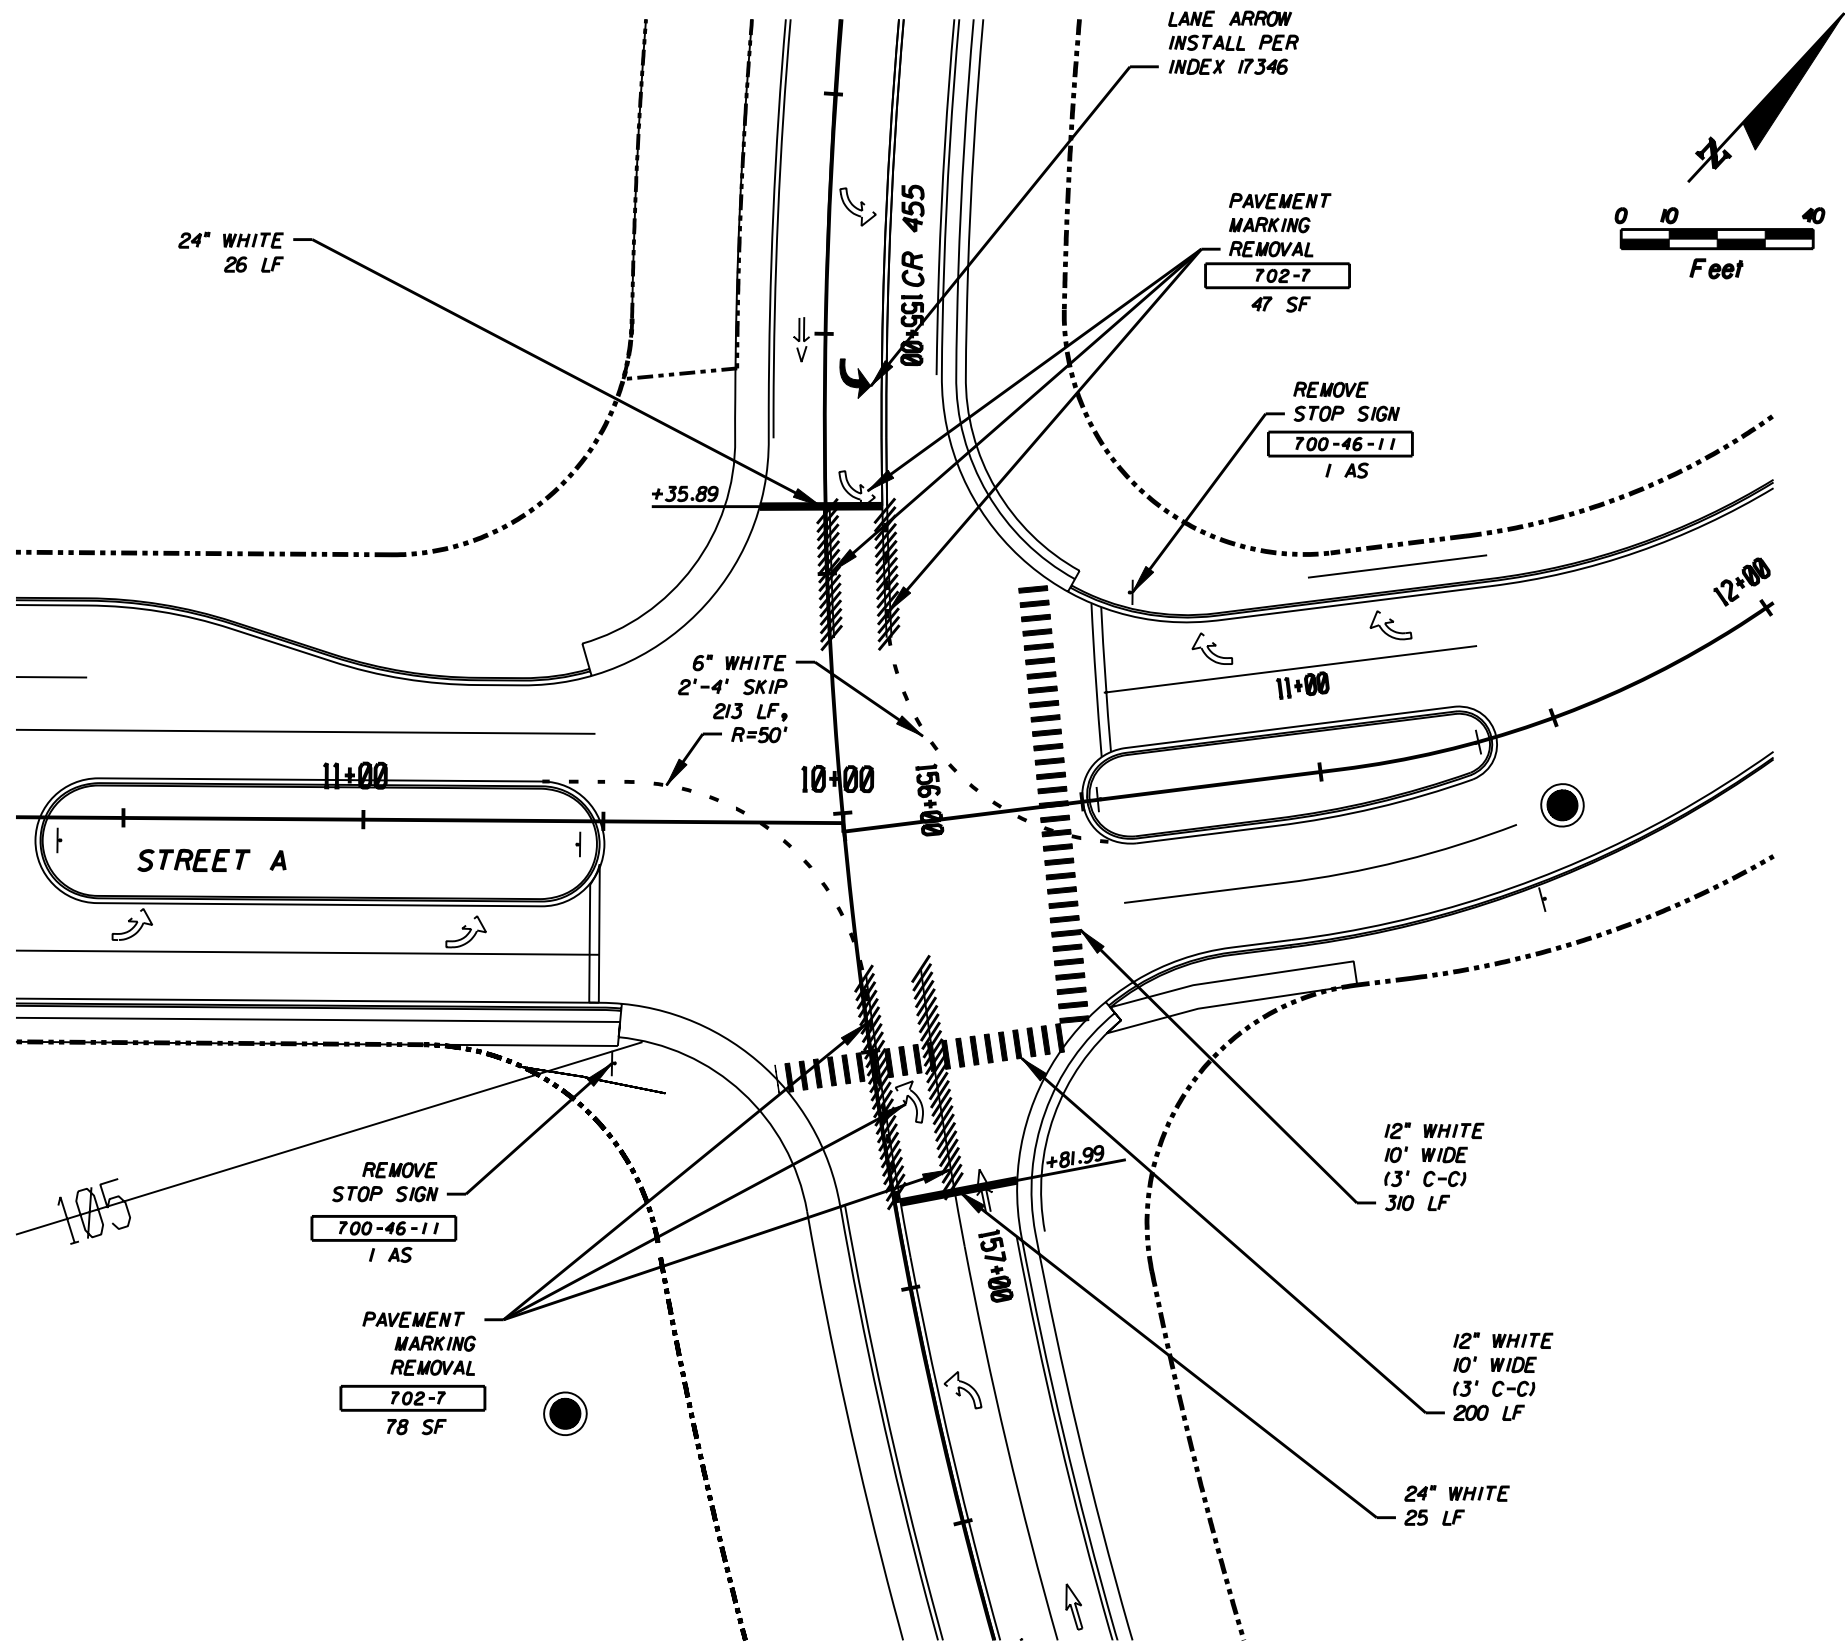 LANE ARROW
INSTALL PER
INDEX 17346
N
0 10 40
Feet
PAVEMENT
MARKING
REMOVAL
702-7
47 SF
24" WHITE
26 LF
CR 455
155+00
REMOVE
STOP SIGN
700-46-11
1 AS
+35.89
12+00
6" WHITE
2'-4' SKIP
213 LF,
R=50'
11+00
11+00
10+00
156+00
STREET A
+81.99
12" WHITE
10' WIDE
(3' C-C)
310 LF
REMOVE
STOP SIGN
700-46-11
1 AS
105
157+00
PAVEMENT
MARKING
REMOVAL
702-7
78 SF
12" WHITE
10' WIDE
(3' C-C)
200 LF
24" WHITE
25 LF